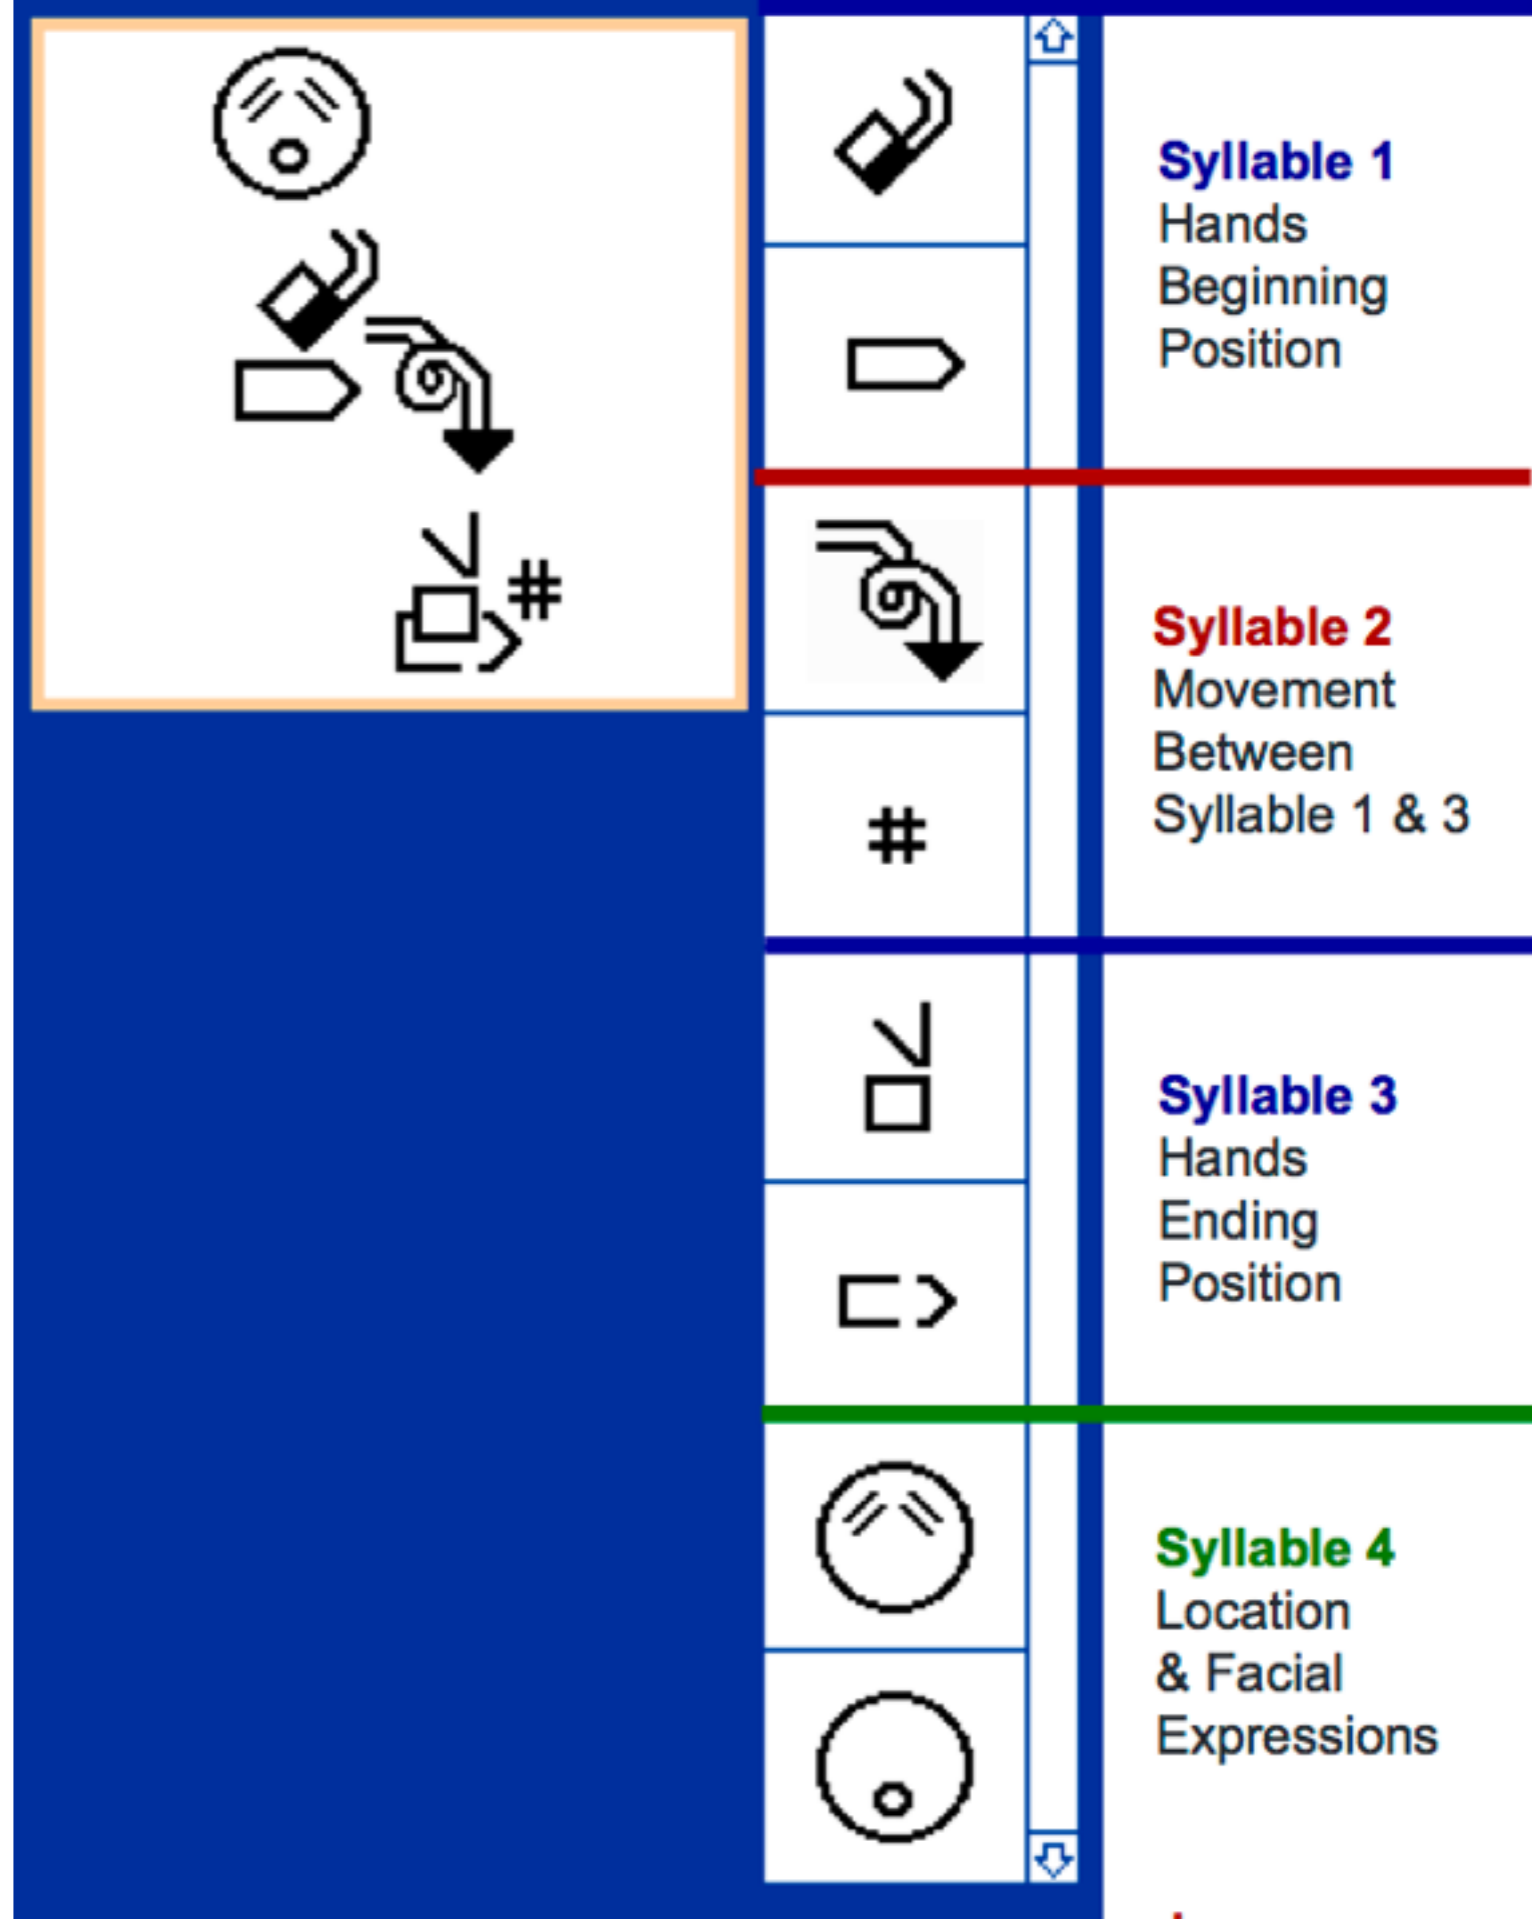 Syllable 1
Hands
Beginning
Position
Syllable 2
Movement
Between
Syllable 1 & 3
#
Syllable 3
Hands
Ending
Position
Syllable 4
Location
& Facial
Expressions